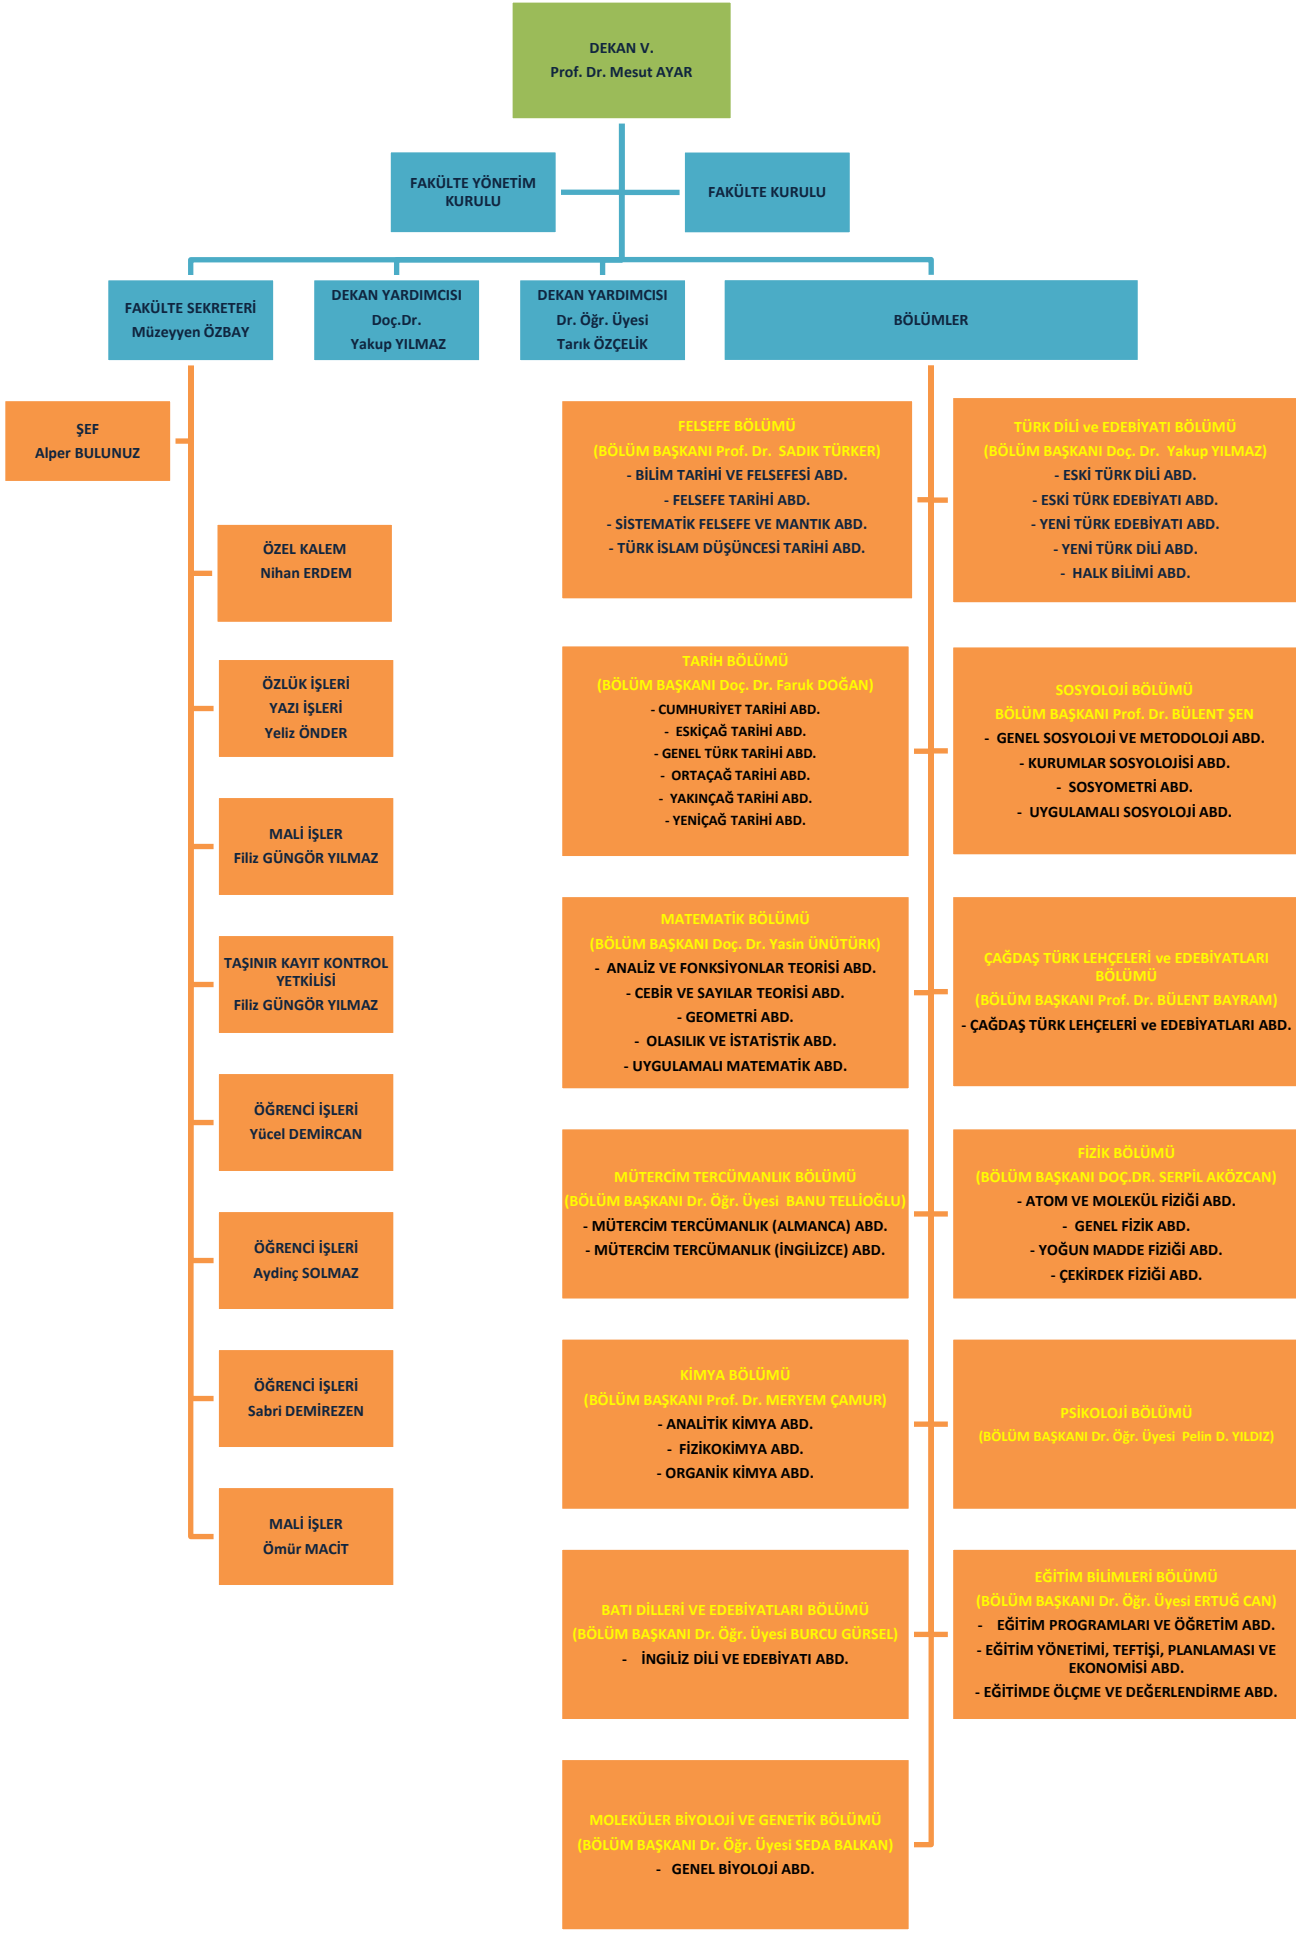 DEKAN V.
Prof. Dr. Mesut AYAR
FAKÜLTE YÖNETİM
KURULU
FAKÜLTE KURULU
FAKÜLTE SEKRETERİ
Müzeyyen ÖZBAY
DEKAN YARDIMCISI
Doç.Dr.
Yakup YILMAZ
DEKAN YARDIMCISI
Dr. Öğr. Üyesi
Tarık ÖZÇELİK
BÖLÜMLER
ŞEF
Alper BULUNUZ
ÖZEL KALEM
Nihan ERDEM
ÖZLÜK İŞLERİ
YAZI İŞLERİ
Yeliz ÖNDER
MALİ İŞLER
Filiz GÜNGÖR YILMAZ
TAŞINIR KAYIT KONTROL
YETKİLİSİ
Filiz GÜNGÖR YILMAZ
ÖĞRENCİ İŞLERİ
Yücel DEMİRCAN
ÖĞRENCİ İŞLERİ
Aydinç SOLMAZ
ÖĞRENCİ İŞLERİ
Sabri DEMİREZEN
MALİ İŞLER
Ömür MACİT
FELSEFE BÖLÜMÜ
(BÖLÜM BAŞKANI Prof. Dr. SADIK TÜRKER)
- BİLİM TARİHİ VE FELSEFESİ ABD.
- FELSEFE TARİHİ ABD.
- SİSTEMATİK FELSEFE VE MANTIK ABD.
- TÜRK İSLAM DÜŞÜNCESİ TARİHİ ABD.
TÜRK DİLİ ve EDEBİYATI BÖLÜMÜ
(BÖLÜM BAŞKANI Doç. Dr. Yakup YILMAZ)
- ESKİ TÜRK DİLİ ABD.
- ESKİ TÜRK EDEBİYATI ABD.
- YENİ TÜRK EDEBİYATI ABD.
- YENİ TÜRK DİLİ ABD.
- HALK BİLİMİ ABD.
TARİH BÖLÜMÜ
(BÖLÜM BAŞKANI Doç. Dr. Faruk DOĞAN)
- CUMHURİYET TARİHİ ABD.
- ESKİÇAĞ TARİHİ ABD.
- GENEL TÜRK TARİHİ ABD.
- ORTAÇAĞ TARİHİ ABD.
- YAKINÇAĞ TARİHİ ABD.
- YENİÇAĞ TARİHİ ABD.
SOSYOLOJİ BÖLÜMÜ
BÖLÜM BAŞKANI Prof. Dr. BÜLENT ŞEN
- GENEL SOSYOLOJİ VE METODOLOJİ ABD.
- KURUMLAR SOSYOLOJİSİ ABD.
- SOSYOMETRİ ABD.
- UYGULAMALI SOSYOLOJİ ABD.
MATEMATİK BÖLÜMÜ
(BÖLÜM BAŞKANI Doç. Dr. Yasin ÜNÜTÜRK)
- ANALİZ VE FONKSİYONLAR TEORİSİ ABD.
- CEBİR VE SAYILAR TEORİSİ ABD.
- GEOMETRİ ABD.
- OLASILIK VE İSTATİSTİK ABD.
- UYGULAMALI MATEMATİK ABD.
ÇAĞDAŞ TÜRK LEHÇELERİ ve EDEBİYATLARI
BÖLÜMÜ
(BÖLÜM BAŞKANI Prof. Dr. BÜLENT BAYRAM)
- ÇAĞDAŞ TÜRK LEHÇELERİ ve EDEBİYATLARI ABD.
MÜTERCİM TERCÜMANLIK BÖLÜMÜ
(BÖLÜM BAŞKANI Dr. Öğr. Üyesi BANU TELLİOĞLU)
- MÜTERCİM TERCÜMANLIK (ALMANCA) ABD.
- MÜTERCİM TERCÜMANLIK (İNGİLİZCE) ABD.
FİZİK BÖLÜMÜ
(BÖLÜM BAŞKANI DOÇ.DR. SERPİL AKÖZCAN)
- ATOM VE MOLEKÜL FİZİĞİ ABD.
- GENEL FİZİK ABD.
- YOĞUN MADDE FİZİĞİ ABD.
- ÇEKİRDEK FİZİĞİ ABD.
KİMYA BÖLÜMÜ
(BÖLÜM BAŞKANI Prof. Dr. MERYEM ÇAMUR)
- ANALİTİK KİMYA ABD.
- FİZİKOKİMYA ABD.
- ORGANİK KİMYA ABD.
PSİKOLOJİ BÖLÜMÜ
(BÖLÜM BAŞKANI Dr. Öğr. Üyesi Pelin D. YILDIZ)
BATI DİLLERİ VE EDEBİYATLARI BÖLÜMÜ
(BÖLÜM BAŞKANI Dr. Öğr. Üyesi BURCU GÜRSEL)
- İNGİLİZ DİLİ VE EDEBİYATI ABD.
EĞİTİM BİLİMLERİ BÖLÜMÜ
(BÖLÜM BAŞKANI Dr. Öğr. Üyesi ERTUĞ CAN)
- EĞİTİM PROGRAMLARI VE ÖĞRETİM ABD.
- EĞİTİM YÖNETİMİ, TEFTİŞİ, PLANLAMASI VE
EKONOMİSİ ABD.
- EĞİTİMDE ÖLÇME VE DEĞERLENDİRME ABD.
MOLEKÜLER BİYOLOJİ VE GENETİK BÖLÜMÜ
(BÖLÜM BAŞKANI Dr. Öğr. Üyesi SEDA BALKAN)
- GENEL BİYOLOJİ ABD.